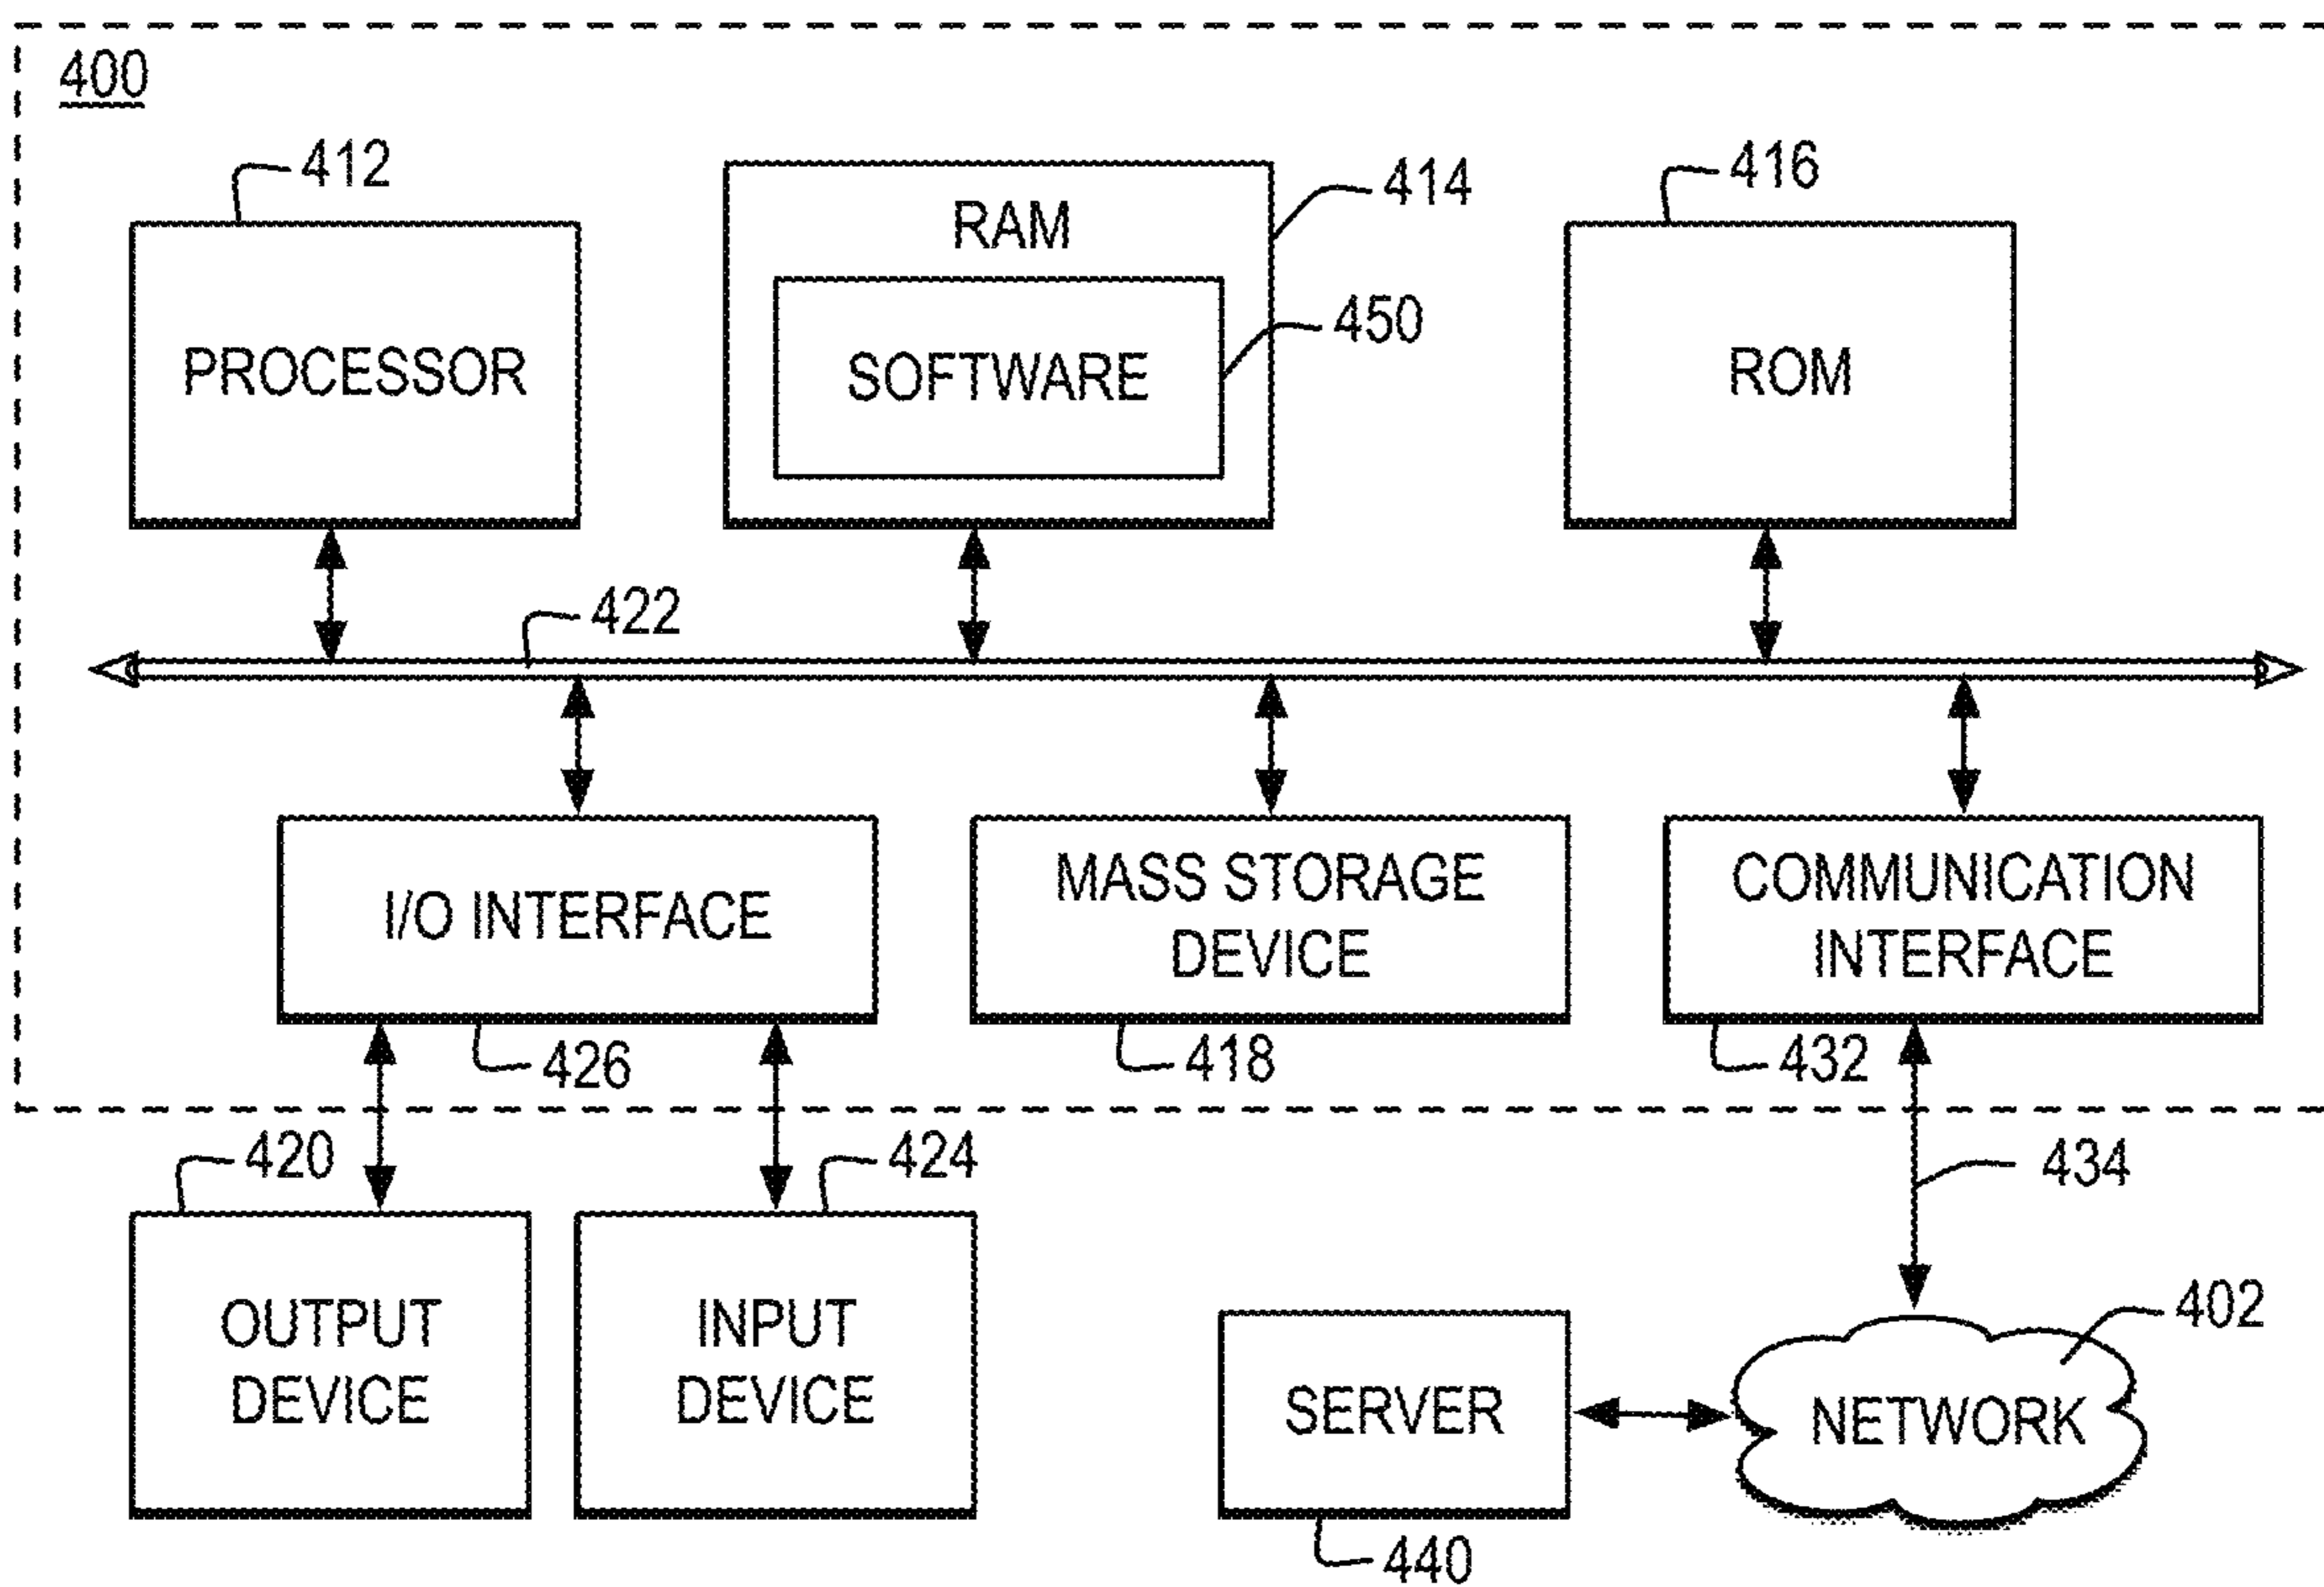 400
412
414
416
RAM
450
PROCESSOR
SOFTWARE
ROM
422
I/O INTERFACE
MASS STORAGE
DEVICE
COMMUNICATION
INTERFACE
426
418
432
420
424
434
OUTPUT
DEVICE
INPUT
DEVICE
402
SERVER
NETWORK
440